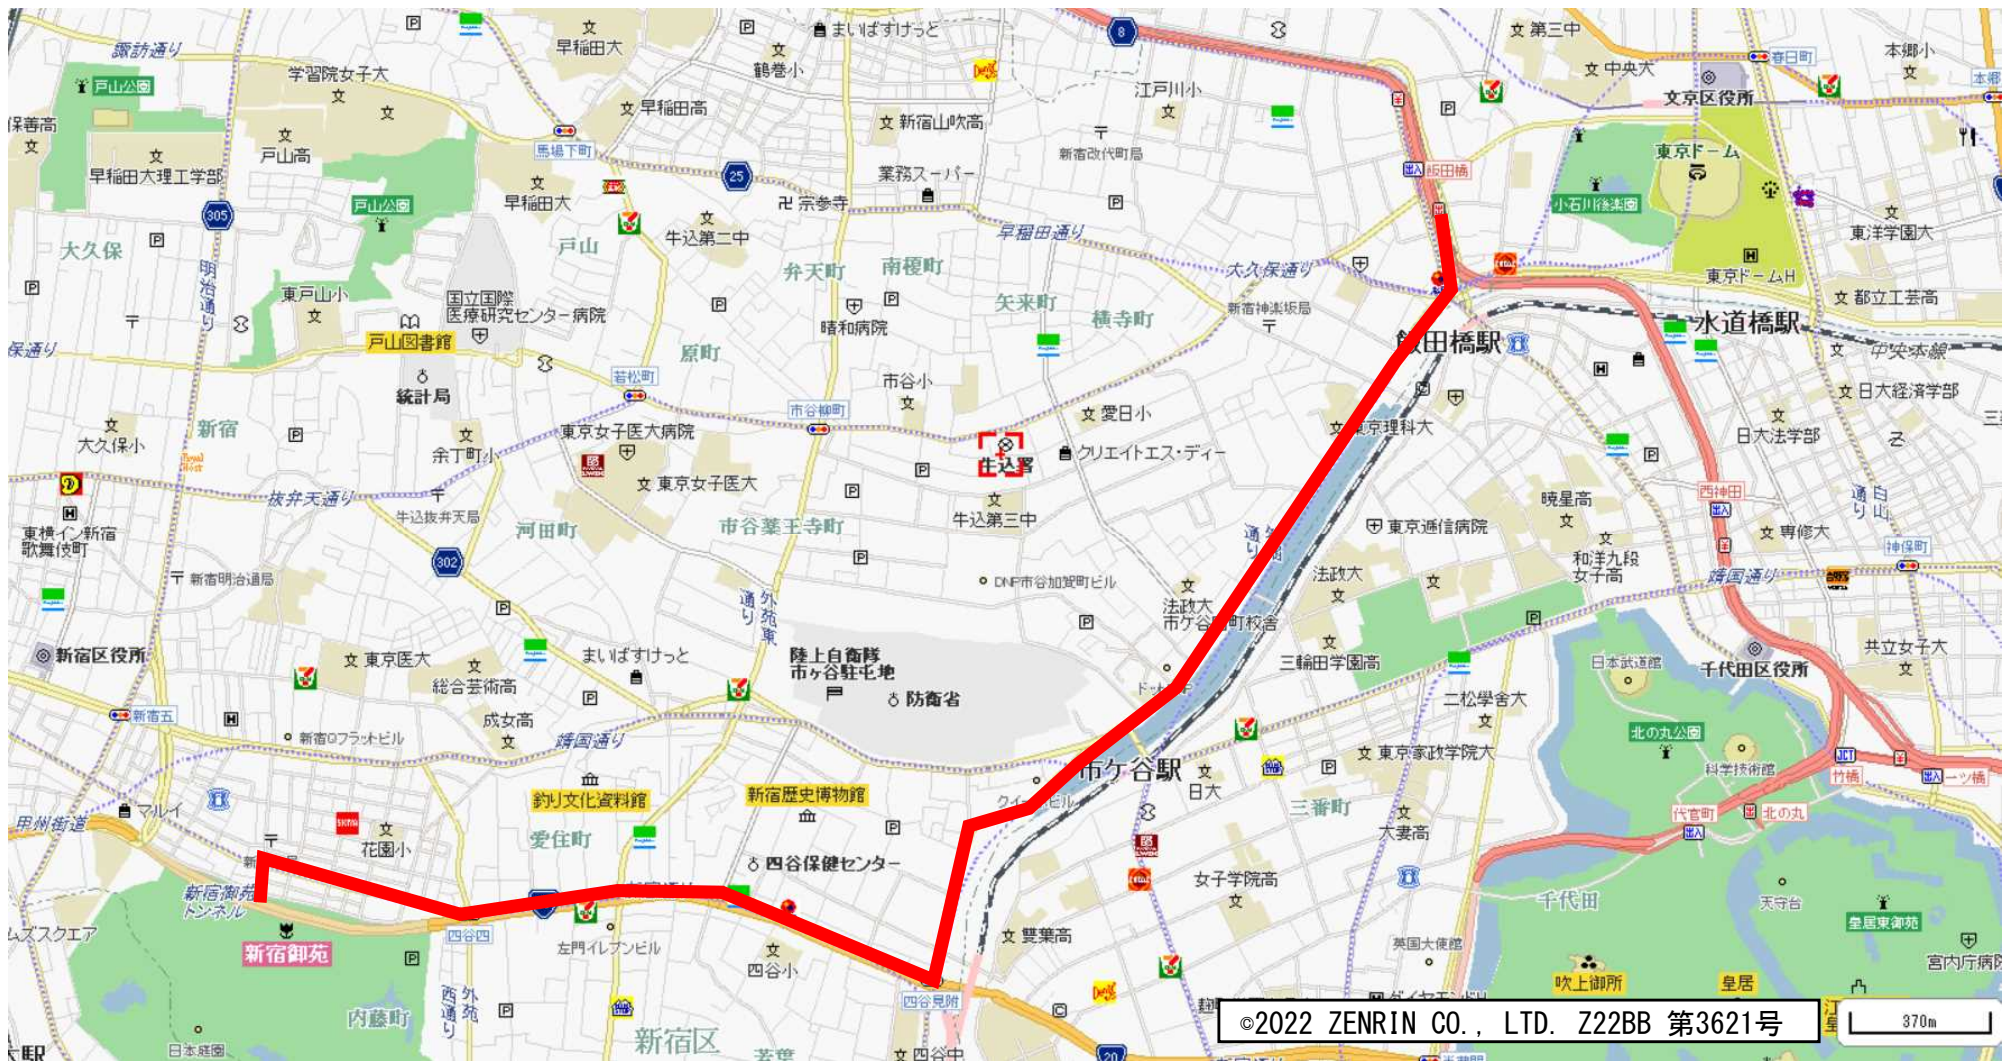 諏訪通り
早稲田大
まいばすけっと
鶴巻小
8
第三中
春日町
本郷小
本郷
戸山公園
学習院女子大
早稲田高
新宿山吹高
江戸川小
中央大
文京区役所
保善高
戸山高
馬場下町
新宿改代町局
早稲田大理工学部
25
業務スーパー
飯田橋
東京ドーム
305
戸山公園
早稲田大
宗参寺
小石川後楽園
大久保
明治通り
戸山
牛込第二中
早稲田通り
東洋学園大
弁天町
南榎町
大久保通り
東京ドームH
東戸山小
国立国際
医療研究センター病院
晴和病院
矢来町
横寺町
新宿神楽坂局
都立工芸高
保通り
戸山図書館
原町
飯田橋駅
水道橋駅
中央本線
統計局
若松町
市谷小
日大経済学部
新宿
市谷柳町
愛日小
東京理科大
日大法学部
大久保小
余丁町小
東京女子医大病院
牛込署
クリエイトエス・ディー
東京女子医大
抜弁天通り
牛込抜弁天局
河田町
市谷薬王寺町
牛込第三中
外堀
通り
東京逓信病院
暁星高
西神田
白山
通り
専修大
東横イン新宿
歌舞伎町
302
新宿明治通局
DNP市谷加賀町ビル
法政大
和洋九段
女子高
神保町
靖国通り
外苑東
通り
法政大
市ケ谷田町校舎
新宿区役所
東京医大
総合芸術高
まいばすけっと
陸上自衛隊
市ヶ谷駐屯地
防衛省
三輪田学園高
日本武道館
千代田区役所
共立女子大
新宿五
新宿Qフラットビル
成女高
靖国通り
二松學舍大
北の丸公園
市ケ谷駅
日大
東京家政学院大
科学技術館
JCT
竹橋
一ツ橋
マルイ
甲州街道
釣り文化資料館
新宿歴史博物館
三番町
代官町
北の丸
花園小
愛住町
四谷保健センター
大妻高
新宿御苑
トンネル
女子学院高
千代田
天守台
皇居東御苑
新宿御苑
四谷四
左門イレブンビル
四谷小
雙葉高
英国大使館
宮内庁病院
四谷見附
吹上御所
皇居
外苑
西通り
内藤町
日本庭園
新宿区
若葉
四谷中
20
©2022 ZENRIN CO., LTD. Z22BB 第3621号
370m